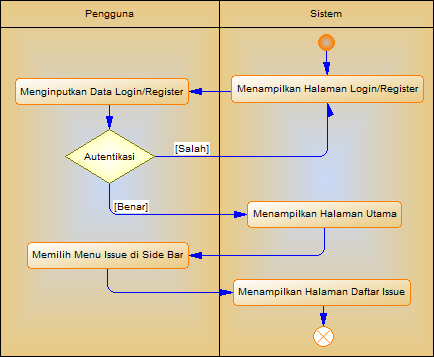 Pengguna
Sistem
Menampilkan Halaman Login/Register
Menginputkan Data Login/Register
Autentikasi
[Salah]
[Benar]
Menampilkan Halaman Utama
Memilih Menu Issue di Side Bar
Menampilkan Halaman Daftar Issue